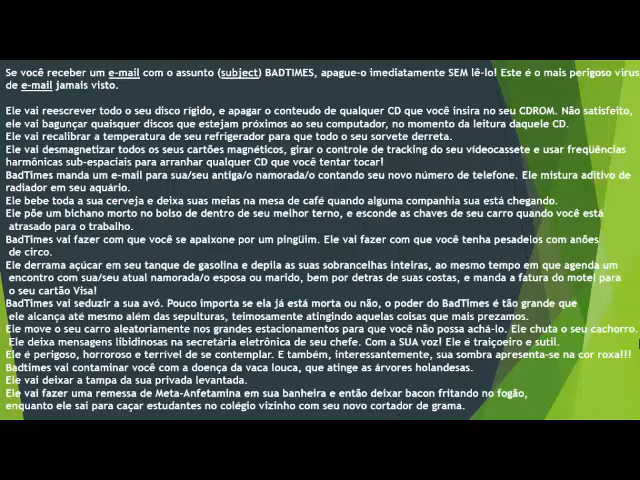 Se você receber um e-mail com o assunto (subject) BADTIMES, apague-o imediatamente SEM lê-lo! Este é o mais perigoso virus
de e-mail jamais visto.
Ele vai reescrever todo o seu disco rígido, e apagar o conteudo de qualquer CD que você insira no seu CDROM. Não satisfeito,
ele vai bagunçar quaisquer discos que estejam próximos ao seu computador, no momento da leitura daquele CD.
Ele vai recalibrar a temperatura de seu refrigerador para que todo o seu sorvete derreta.
Ele vai desmagnetizar todos os seus cartões magnéticos, girar o controle de tracking do seu vídeocassete e usar freqüências
harmônicas sub-espaciais para arranhar qualquer CD que você tentar tocar!
BadTimes manda um e-mail para sua/seu antiga/o namorada/o contando seu novo número de telefone. Ele mistura aditivo de
radiador em seu aquário.
Ele bebe toda a sua cerveja e deixa suas meias na mesa de café quando alguma companhia sua está chegando.
Ele põe um bichano morto no bolso de dentro de seu melhor terno, e esconde as chaves de seu carro quando você está
atrasado para o trabalho.
BadTimes vai fazer com que você se apaixone por um pingüim. Ele vai fazer com que você tenha pesadelos com anões
de circo.
Ele derrama açúcar em seu tanque de gasolina e depila as suas sobrancelhas inteiras, ao mesmo tempo em que agenda um
encontro com sua/seu atual namorada/o esposa ou marido, bem por detras de suas costas, e manda a fatura do motel para
o seu cartão Visa!
BadTimes vai seduzir a sua avó. Pouco importa se ela já está morta ou não, o poder do BadTimes é tão grande que
ele alcança até mesmo além das sepulturas, teimosamente atingindo aquelas coisas que mais prezamos.
Ele move o seu carro aleatoriamente nos grandes estacionamentos para que você não possa achá-lo. Ele chuta o seu cachorro.
Ele deixa mensagens libidinosas na secretária eletrônica de seu chefe. Com a SUA voz! Ele é traiçoeiro e sutil.
Ele é perigoso, horroroso e terrível de se contemplar. E também, interessantemente, sua sombra apresenta-se na cor roxa!!!
Badtimes vai contaminar você com a doença da vaca louca, que atinge as árvores holandesas.
Ele vai deixar a tampa da sua privada levantada.
Ele vai fazer uma remessa de Meta-Anfetamina em sua banheira e então deixar bacon fritando no fogão,
enquanto ele sai para caçar estudantes no colégio vizinho com seu novo cortador de grama.